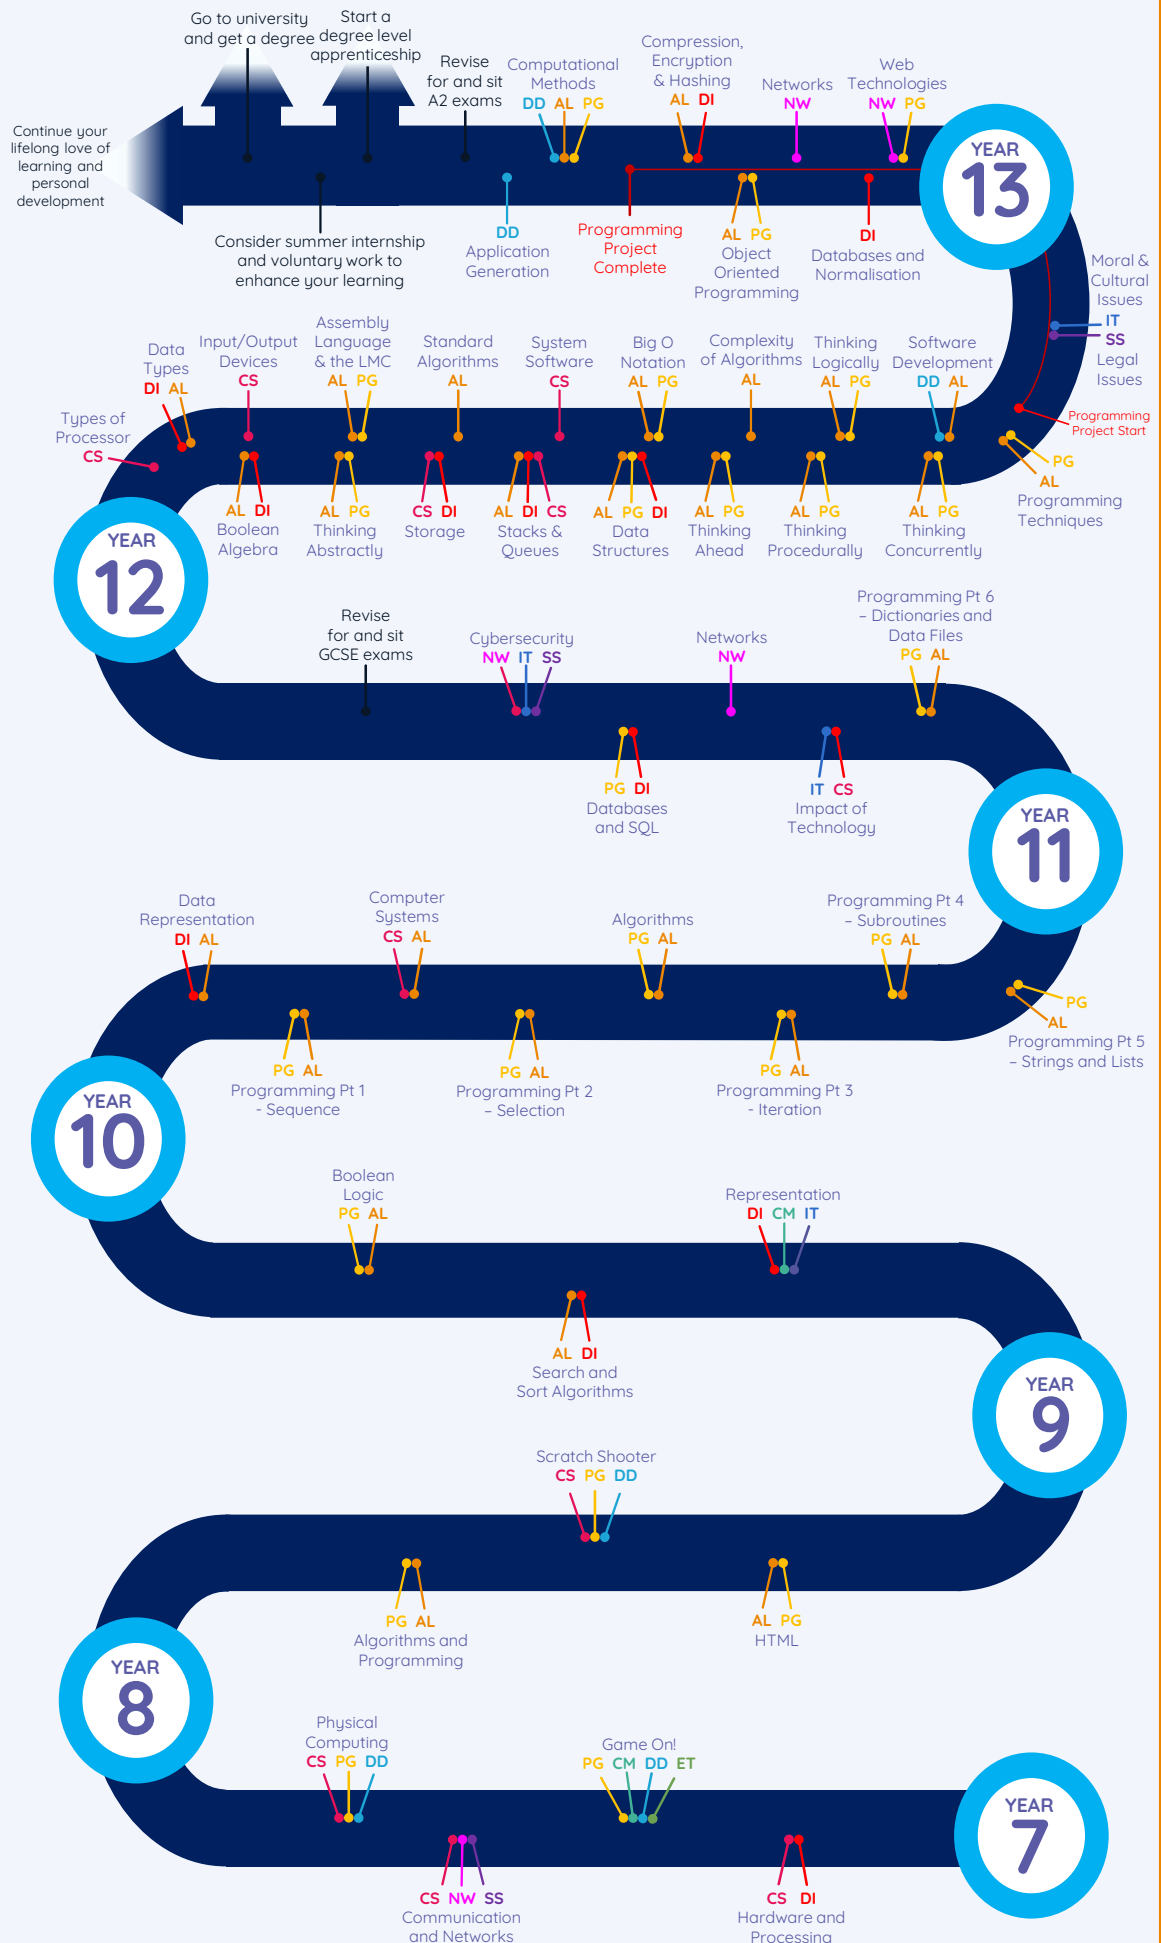 Go to university
and get a degree
Start a
degree level
apprenticeship
Revise
for and sit
A2 exams
Computational
Methods
DD AL PG
Compression,
Encryption
& Hashing
AL DI
Networks
NW
Web
Technologies
NW PG
Continue your
lifelong love of
learning and
personal
development
YEAR
13
Consider summer internship
and voluntary work to
enhance your learning
DD
Application
Generation
Programming
Project
Complete
AL PG
Object
Oriented
Programming
DI
Databases and
Normalisation
Moral &
Cultural
Issues
IT
SS
Legal
Issues
Programming
Project Start
PG
AL
Programming
Techniques
Types of
Processor
CS
Data
Types
DI AL
Input/Output
Devices
CS
Assembly
Language
& the LMC
AL PG
Standard
Algorithms
AL
System
Software
CS
Big O
Notation
AL PG
Complexity
of Algorithms
AL
Thinking
Logically
AL PG
Software
Development
DD AL
AL DI
Boolean
Algebra
AL PG
Thinking
Abstractly
CS DI
Storage
AL DI CS
Stacks &
Queues
AL PG DI
Data
Structures
AL PG
Thinking
Ahead
AL PG
Thinking
Procedurally
AL PG
Thinking
Concurrently
YEAR
12
Revise
for and sit
GCSE exams
Cybersecurity
NW IT SS
Networks
NW
Programming Pt 6
– Dictionaries and
Data Files
PG AL
PG DI
Databases
and SQL
IT CS
Impact of
Technology
YEAR
11
Data
Representation
DI AL
Computer
Systems
CS AL
Algorithms
PG AL
Programming Pt 4
– Subroutines
PG AL
PG
AL
Programming Pt 5
– Strings and Lists
PG AL
Programming Pt 1
- Sequence
PG AL
Programming Pt 2
– Selection
PG AL
Programming Pt 3
- Iteration
YEAR
10
Boolean
Logic
PG AL
Representation
DI CM IT
AL DI
Search and
Sort Algorithms
YEAR
9
Scratch Shooter
CS PG DD
PG AL
Algorithms and
Programming
AL PG
HTML
YEAR
8
Physical
Computing
CS PG DD
Game On!
PG CM DD ET
YEAR
7
CS NW SS
Communication
and Networks
CS DI
Hardware and
Processing